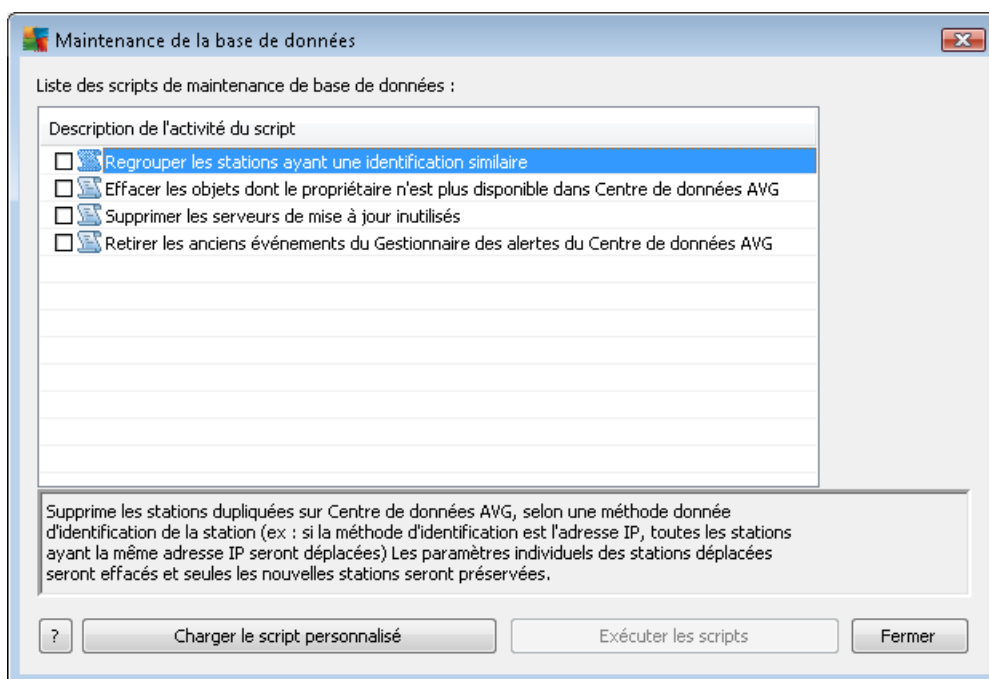 Maintenance de la base de données
Liste des scripts de maintenance de base de données :
Description de l'activité du script
Regrouper les stations ayant une identification similaire
Effacer les objets dont le propriétaire n'est plus disponible dans Centre de données AVG
Supprimer les serveurs de mise à jour inutilisés
Retirer les anciens événements du Gestionnaire des alertes du Centre de données AVG
Supprime les stations dupliquées sur Centre de données AVG, selon une méthode donnée
d'identification de la station (ex : si la méthode d'identification est l'adresse IP, toutes les stations
ayant la même adresse IP seront déplacées) Les paramètres individuels des stations déplacées
seront effacés et seules les nouvelles stations seront préservées.
? Charger le script personnalisé Exécuter les scripts Fermer